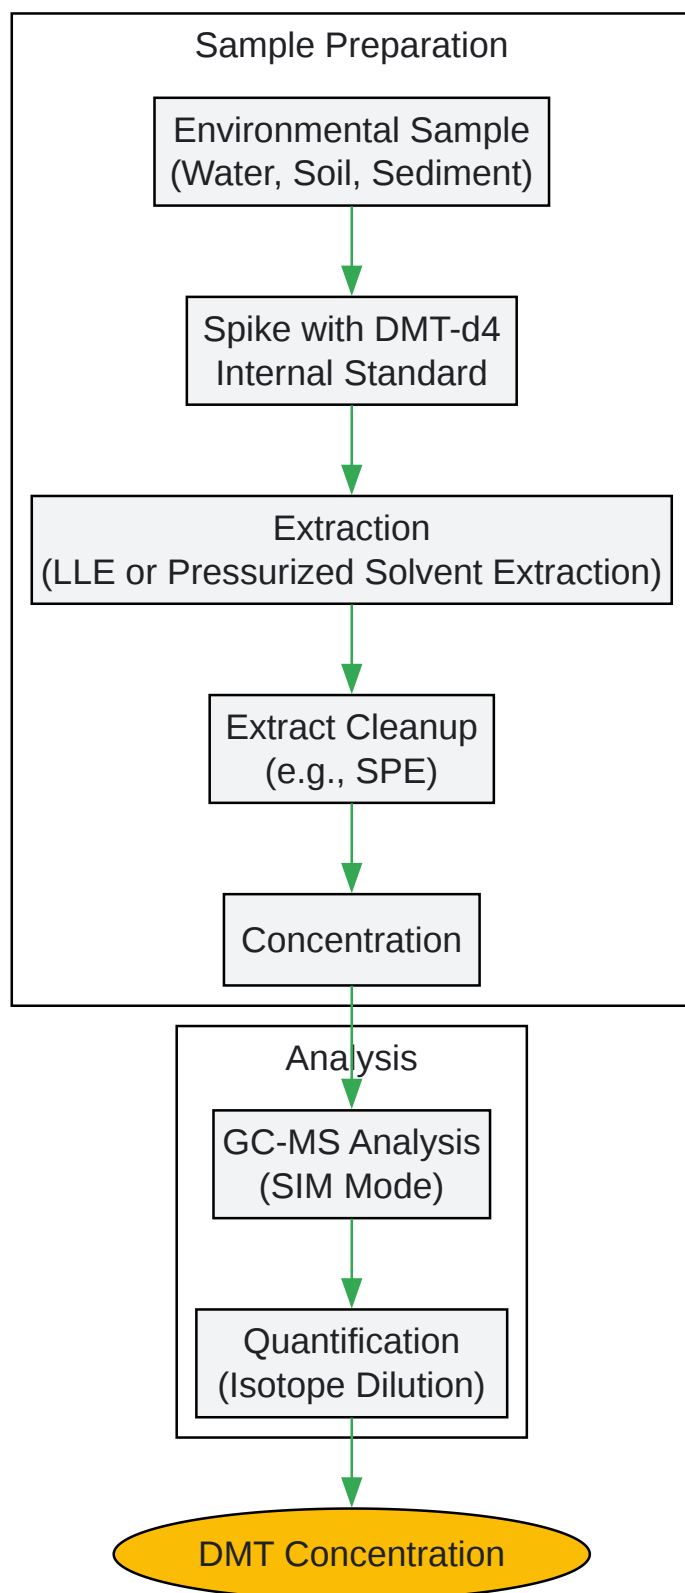 Sample Preparation
Environmental Sample
(Water, Soil, Sediment)
Spike with DMT-d4
Internal Standard
Extraction
(LLE or Pressurized Solvent Extraction)
Extract Cleanup
(e.g., SPE)
Concentration
Analysis
GC-MS Analysis
(SIM Mode)
Quantification
(Isotope Dilution)
DMT Concentration